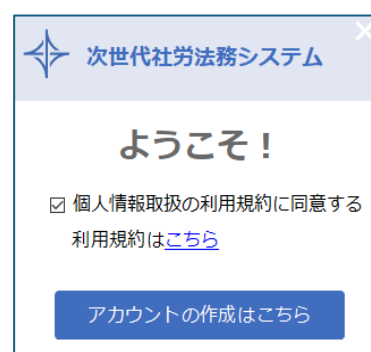 次世代社労法務システム
ようこそ！
☑ 個人情報取扱の利用規約に同意する
利用規約はこちら
アカウントの作成はこちら